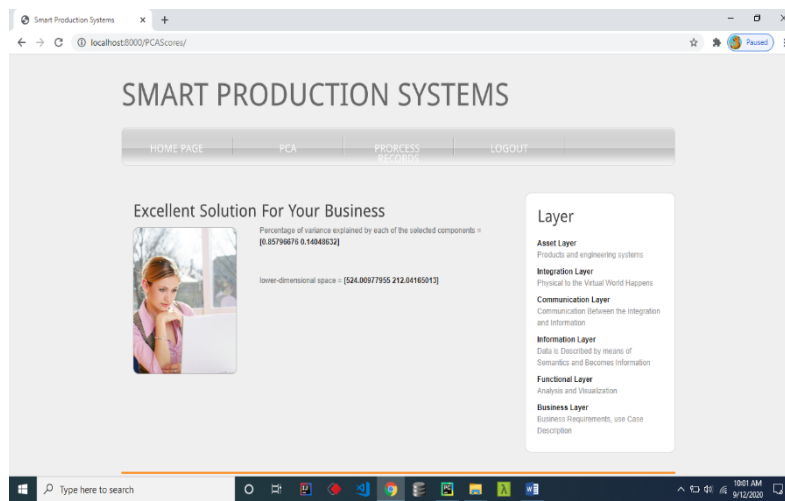 Smart Production Systems
localhost:8000/PCAScores/
Paused
SMART PRODUCTION SYSTEMS
HOME PAGE
PCA
PRORCESS
RECORDS
LOGOUT
Excellent Solution For Your Business
Percentage of variance explained by each of the selected components =
[0.85796676 0.14048632]
lower-dimensional space = [524.00977955 212.04165013]
Layer
Asset Layer
Products and engineering systems
Integration Layer
Physical to the Virtual World Happens
Communication Layer
Communication Between the Integration
and Information
Information Layer
Data is Described by means of
Semantics and Becomes Information
Functional Layer
Analysis and Visualization
Business Layer
Business Requirements, use Case
Description
Type here to search
10:01 AM
9/12/2020